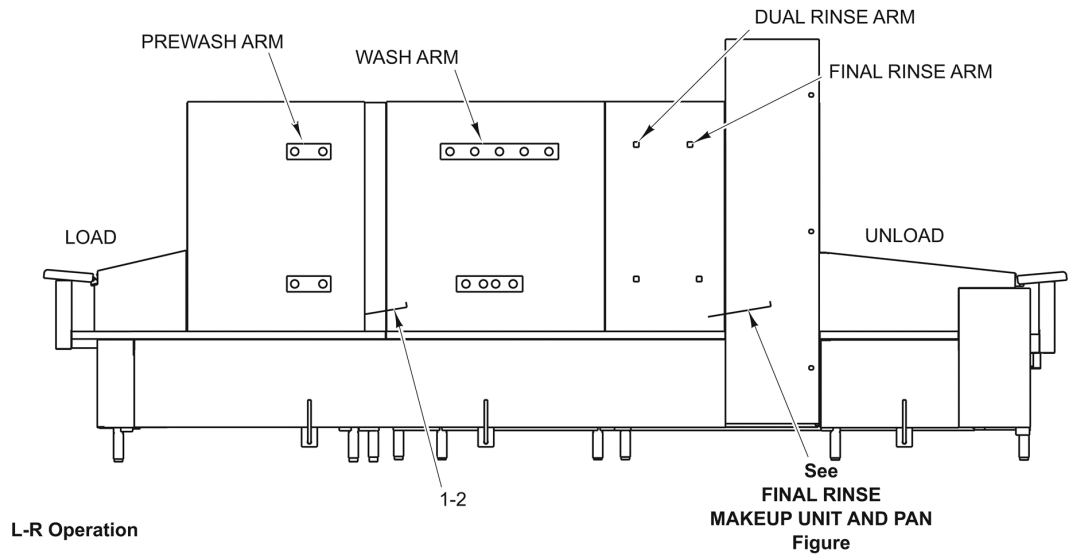 DUAL RINSE ARM
PREWASH ARM
WASH ARM
FINAL RINSE ARM
LOAD
UNLOAD
1-2
See
FINAL RINSE
MAKEUP UNIT AND PAN
Figure
L-R Operation